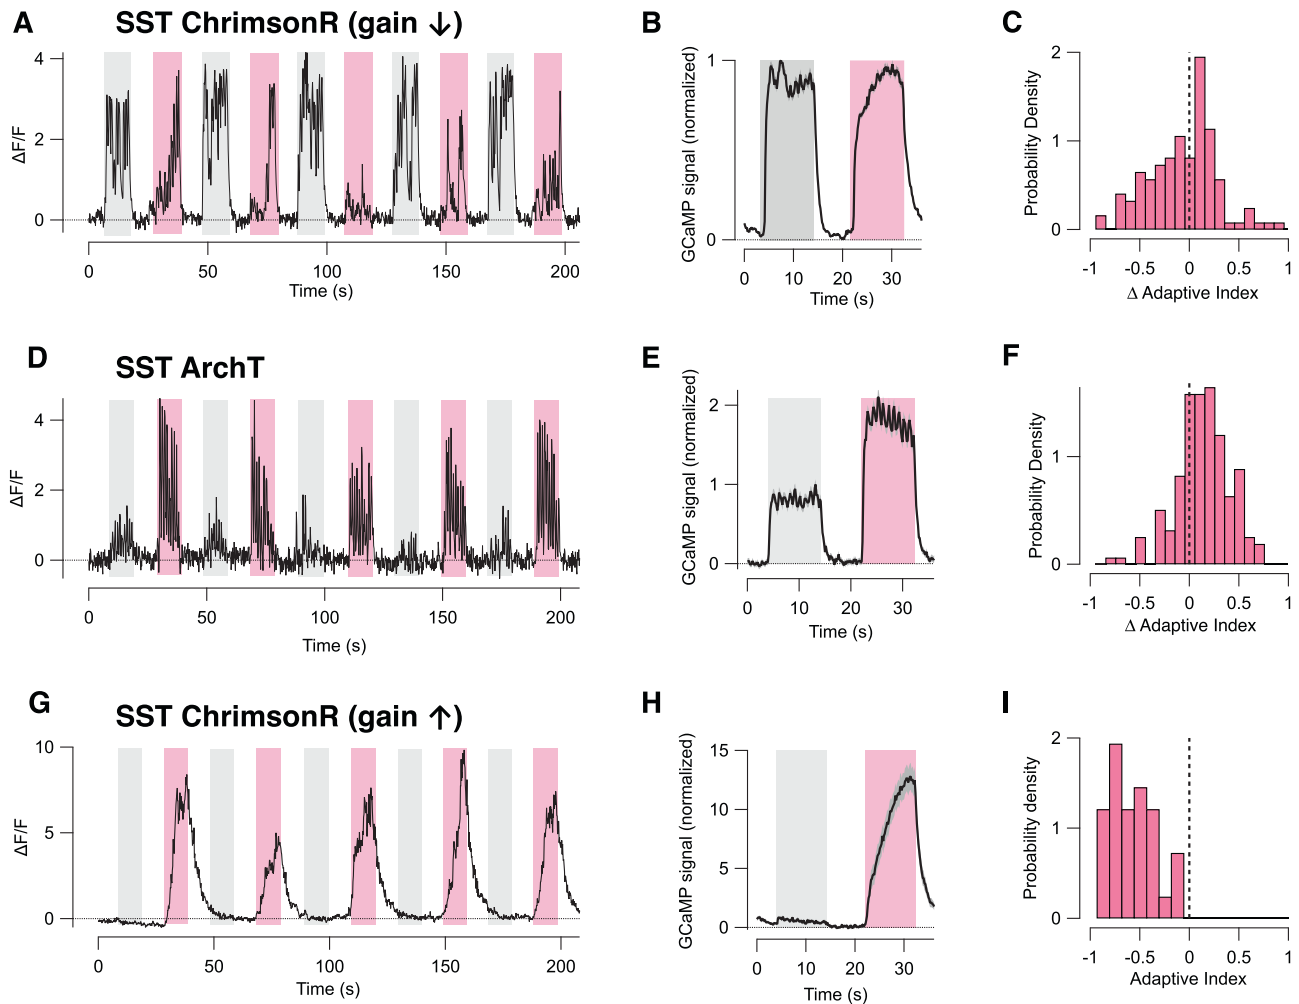 A
SST ChrimsonR (gain ↓)
4
2
0
ΔF/F
0
50
100
150
200
Time (s)
B
1
0
GCaMP signal (normalized)
0
10
20
30
Time (s)
C
2
1
0
Probability Density
-1
-0.5
0
0.5
1
Δ Adaptive Index
D
SST ArchT
4
2
0
ΔF/F
0
50
100
150
200
Time (s)
E
2
1
0
GCaMP signal (normalized)
0
10
20
30
Time (s)
F
1
0
Probability Density
-1
-0.5
0
0.5
1
Δ Adaptive Index
G
SST ChrimsonR (gain ↑)
10
5
0
ΔF/F
0
50
100
150
200
Time (s)
H
15
10
5
0
GCaMP signal (normalized)
0
10
20
30
Time (s)
I
2
1
0
Probability density
-1
-0.5
0
0.5
1
Adaptive Index